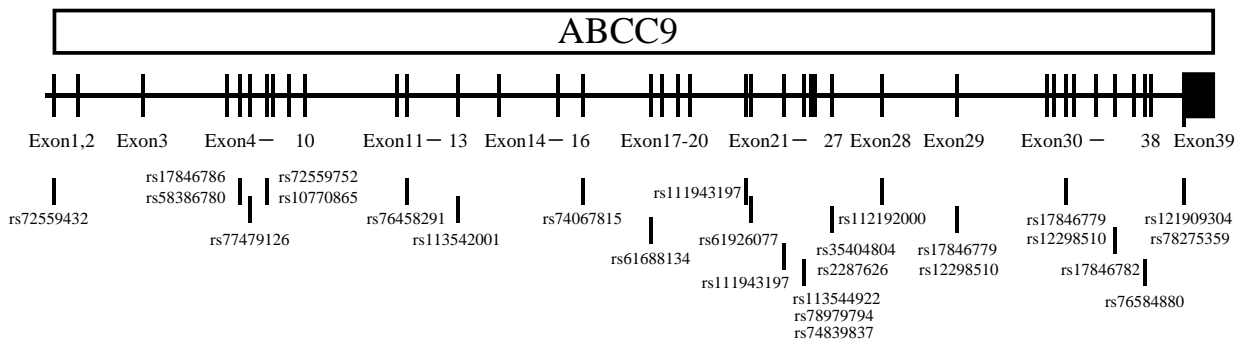 ABCC9
Exon1,2 Exon3 Exon4 — 10 Exon11 — 13 Exon14 — 16 Exon17-20 Exon21 — 27 Exon28 Exon29 Exon30 — 38 Exon39
rs17846786 rs72559752
rs58386780 rs10770865
rs111943197
rs72559432 rs76458291 rs74067815 rs112192000 rs17846779 rs121909304
rs77479126 rs113542001 rs61926077 rs12298510 rs78275359
rs61688134 rs35404804 rs17846779
rs111943197 rs2287626 rs12298510 rs17846782
rs113544922 rs76584880
rs78979794
rs74839837